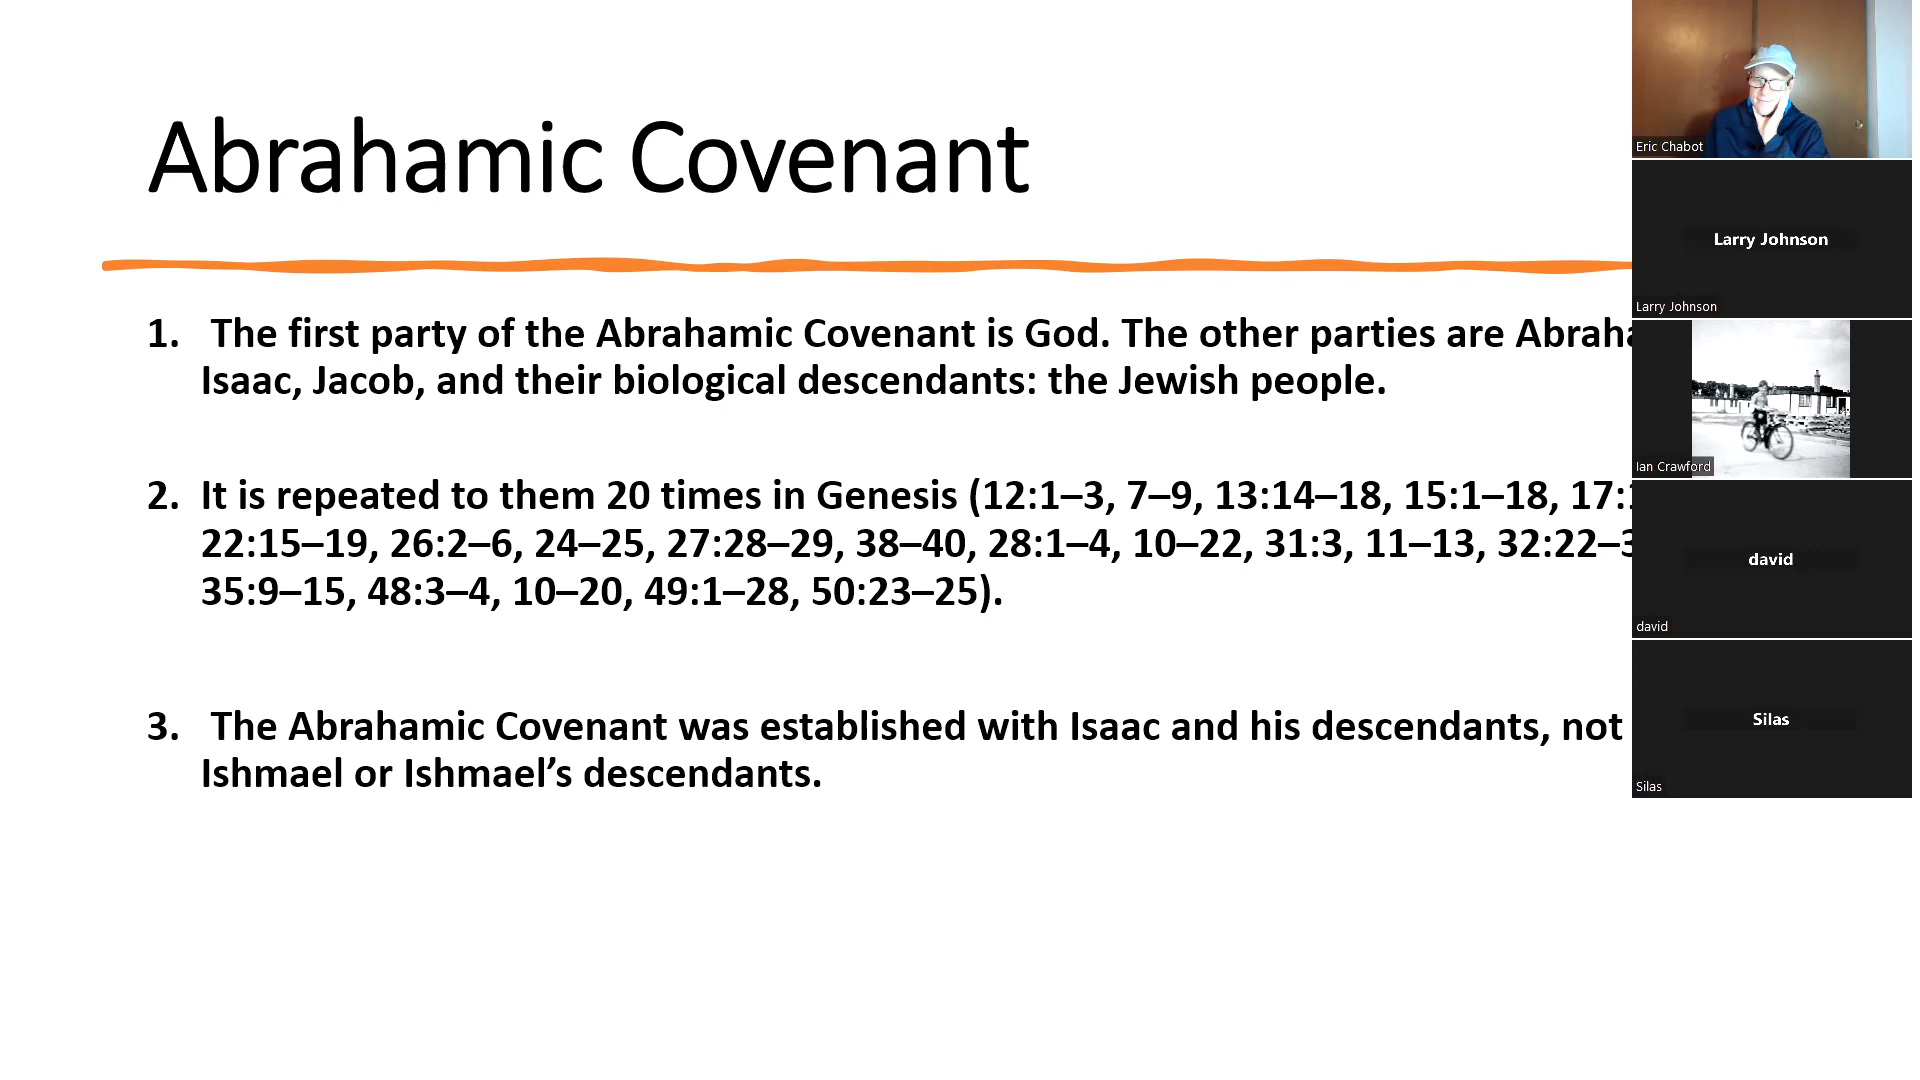 Abrahamic Covenant
1. The first party of the Abrahamic Covenant is God. The other parties are Abrah
Isaac, Jacob, and their biological descendants: the Jewish people.
2. It is repeated to them 20 times in Genesis (12:1–3, 7–9, 13:14–18, 15:1–18, 17:
22:15–19, 26:2–6, 24–25, 27:28–29, 38–40, 28:1–4, 10–22, 31:3, 11–13, 32:22–
35:9–15, 48:3–4, 10–20, 49:1–28, 50:23–25).
3. The Abrahamic Covenant was established with Isaac and his descendants, not
Ishmael or Ishmael’s descendants.
Eric Chabot
Larry Johnson
Larry Johnson
Ian Crawford
david
david
Silas
Silas